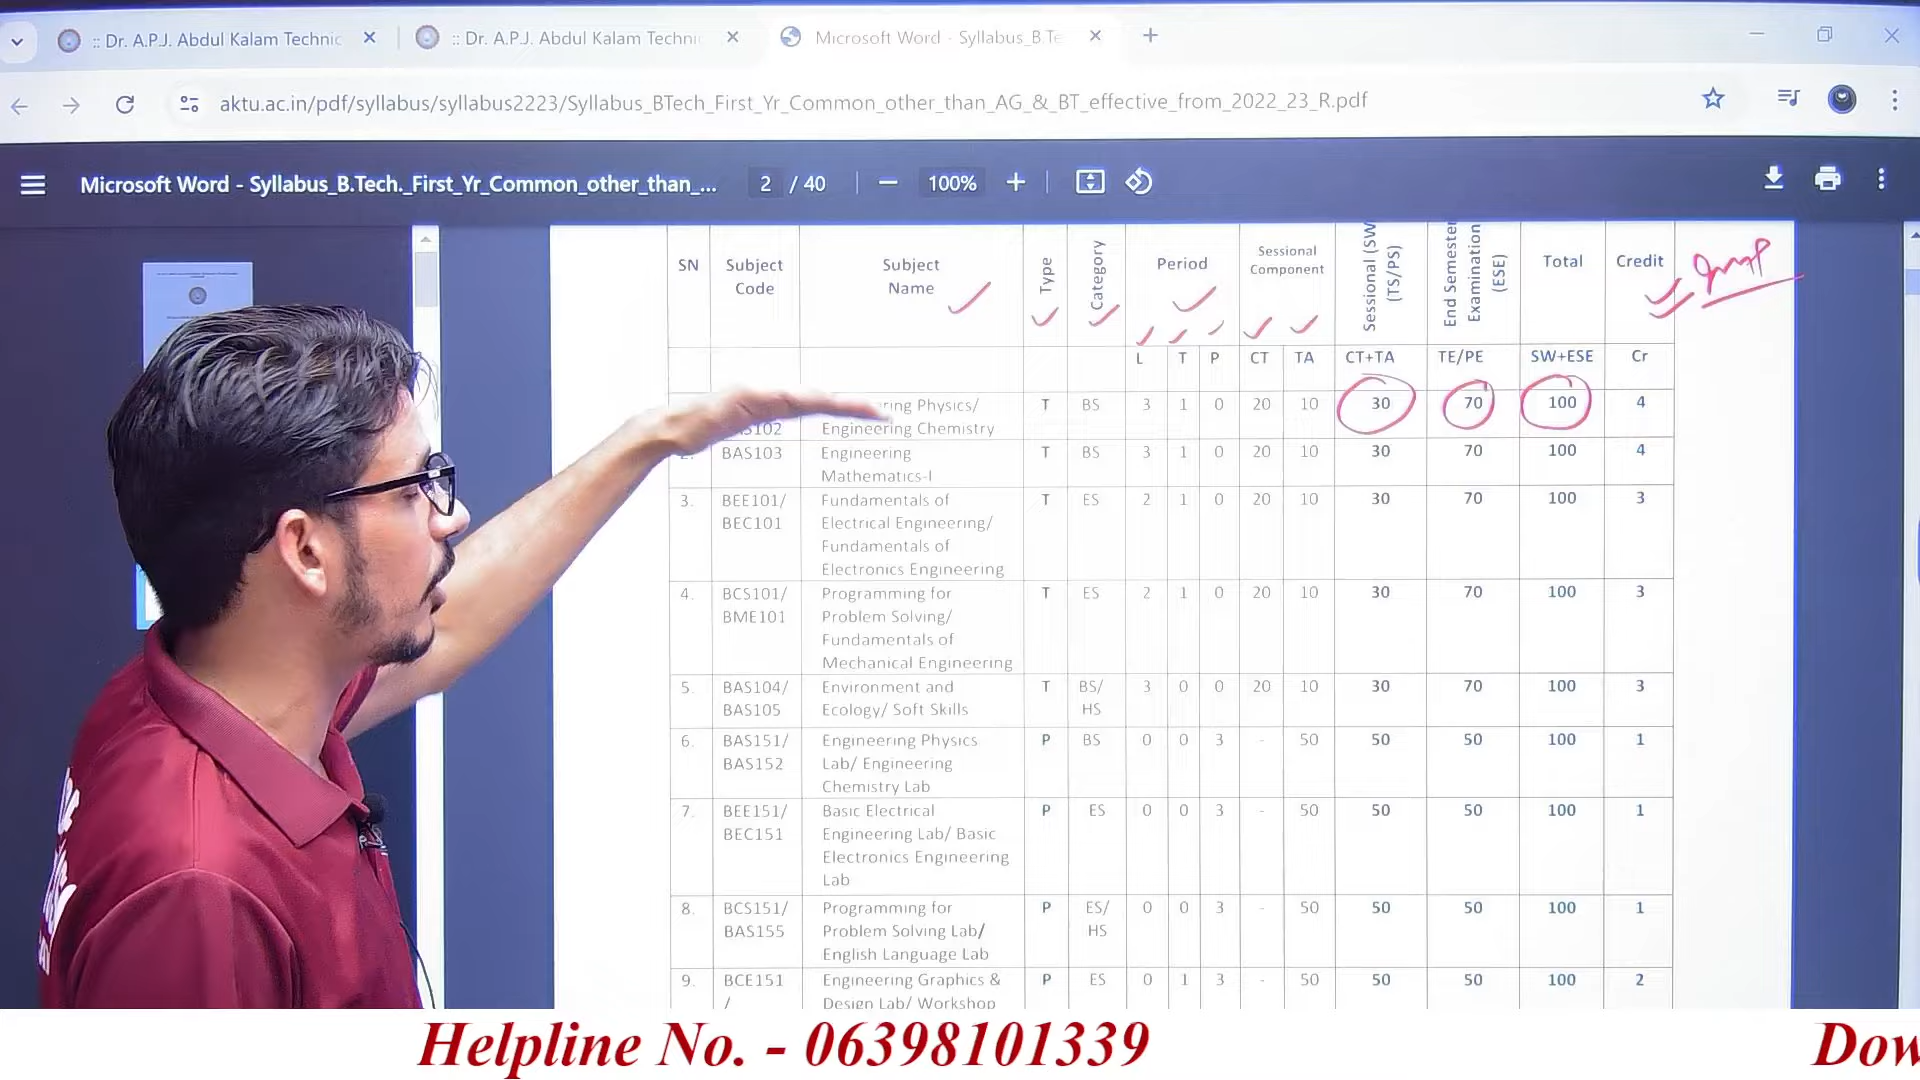 :: Dr. A.P.J. Abdul Kalam Technic
:: Dr. A.P.J. Abdul Kalam Techni
Microsoft Word - Syllabus_B.Te
aktu.ac.in/pdf/syllabus/syllabus2223/Syllabus_BTech_First_Yr_Common_other_than_AG_&_BT_effective_from_2022_23_R.pdf
Microsoft Word - Syllabus_B.Tech._First_Yr_Common_other_than_...
2 / 40
100%
SN
Subject Code
Subject Name
Type
Category
Period
Sessional Component
Sessional (SW) (TS/PS)
End Semester Examination (ESE)
Total
Credit
L T P CT TA CT+TA TE/PE SW+ESE Cr
ring Physics/ T BS 3 1 0 20 10 30 70 100 4
Engineering Chemistry
2. BAS103 Engineering T BS 3 1 0 20 10 30 70 100 4
Mathematics-I
3. BEE101/ Fundamentals of T ES 2 1 0 20 10 30 70 100 3
BEC101 Electrical Engineering/
Fundamentals of
Electronics Engineering
4. BCS101/ Programming for T ES 2 1 0 20 10 30 70 100 3
BME101 Problem Solving/
Fundamentals of
Mechanical Engineering
5. BAS104/ Environment and T BS/ 3 0 0 20 10 30 70 100 3
BAS105 Ecology/ Soft Skills HS
6. BAS151/ Engineering Physics P BS 0 0 3 - 50 50 50 100 1
BAS152 Lab/ Engineering
Chemistry Lab
7. BEE151/ Basic Electrical P ES 0 0 3 - 50 50 50 100 1
BEC151 Engineering Lab/ Basic
Electronics Engineering
Lab
8. BCS151/ Programming for P ES/ 0 0 3 - 50 50 50 100 1
BAS155 Problem Solving Lab/ HS
English Language Lab
9. BCE151 Engineering Graphics & P ES 0 1 3 - 50 50 50 100 2
/ Design Lab/ Workshop
Helpline No. - 06398101339
Dow